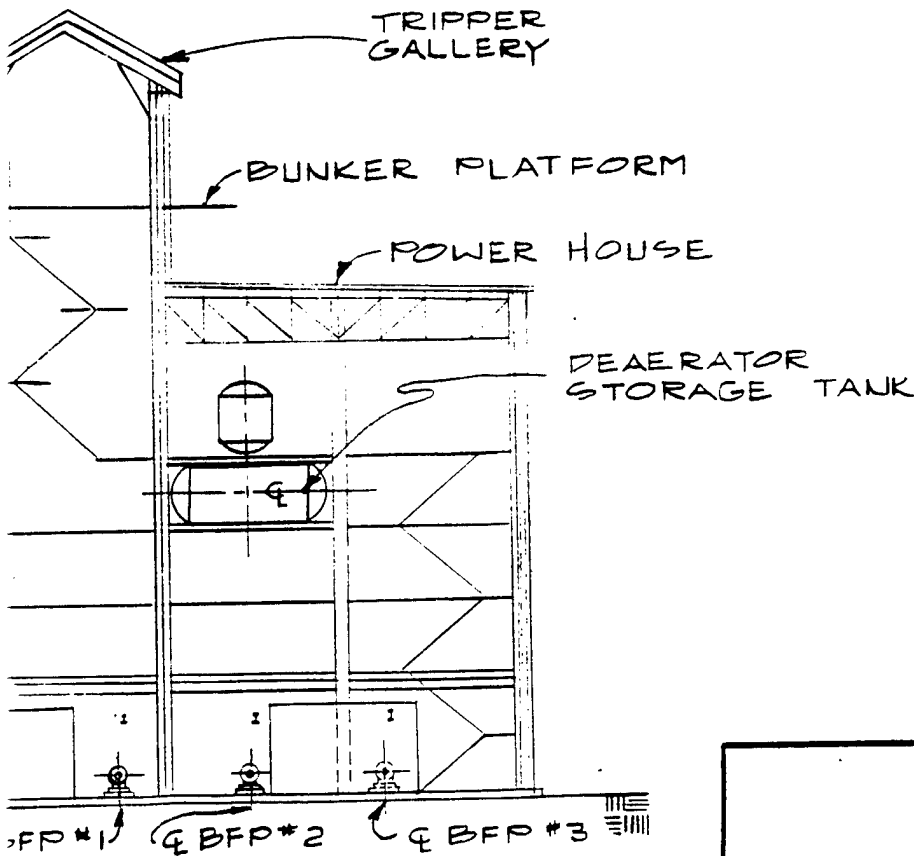 TRIPPER
GALLERY
BUNKER PLATFORM
POWER HOUSE
DEAERATOR
STORAGE TANK
℄
I I I
FP #1 ℄ BFP #2 ℄ BFP #3